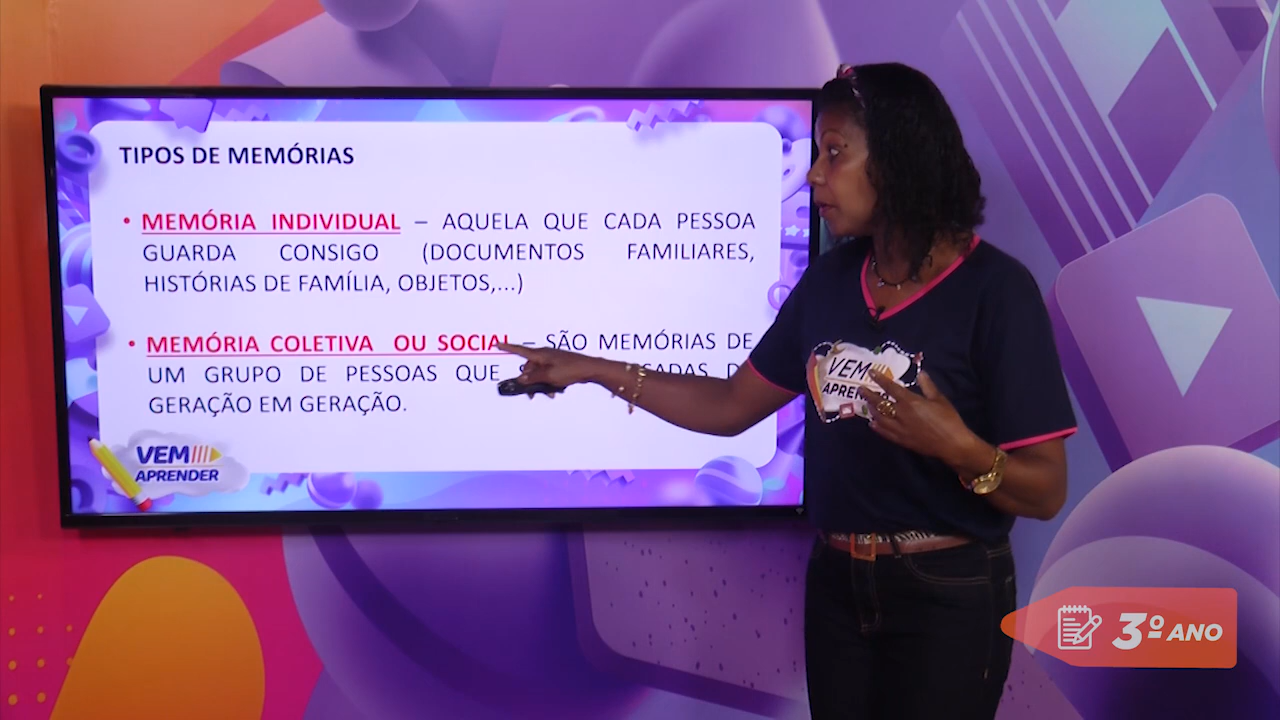 TIPOS DE MEMÓRIAS
• MEMÓRIA INDIVIDUAL – AQUELA QUE CADA PESSOA
GUARDA CONSIGO (DOCUMENTOS FAMILIARES,
HISTÓRIAS DE FAMÍLIA, OBJETOS,...)
• MEMÓRIA COLETIVA OU SOCIAL – SÃO MEMÓRIAS DE
UM GRUPO DE PESSOAS QUE
GERAÇÃO EM GERAÇÃO.
VEM
APRENDER
VEM
APRENDER
3º ANO